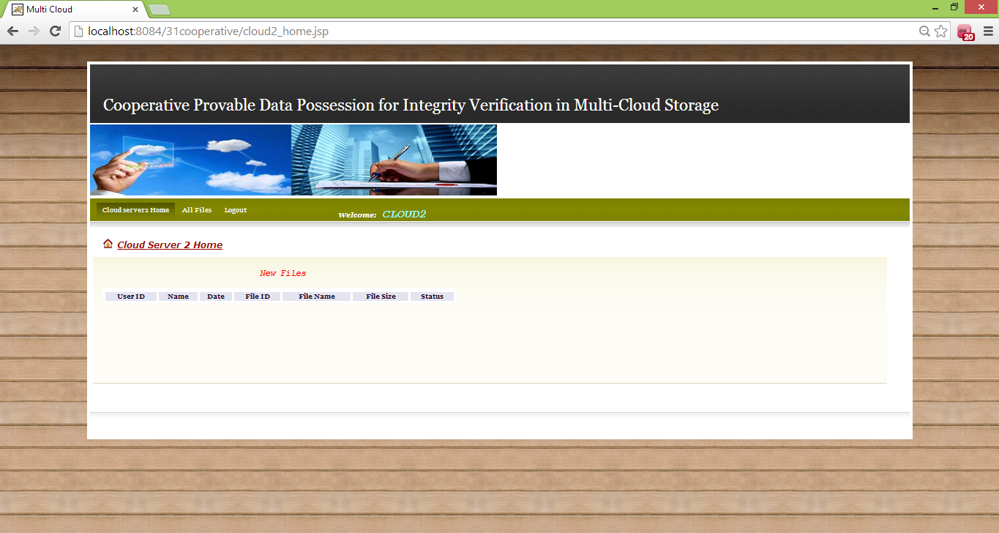 Multi Cloud
localhost:8084/31cooperative/cloud2_home.jsp
20
Cooperative Provable Data Possession for Integrity Verification in Multi-Cloud Storage
Cloud server2 Home All Files Logout Welcome: CLOUD2
Cloud Server 2 Home
New Files
User ID Name Date File ID File Name File Size Status